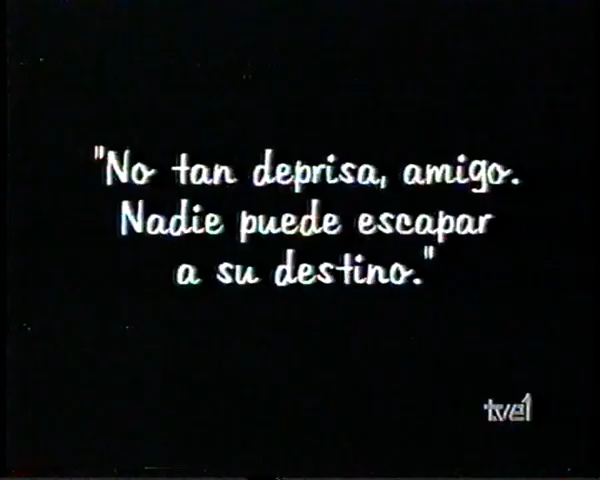 "No tan deprisa, amigo.
Nadie puede escapar
a su destino."
tve1